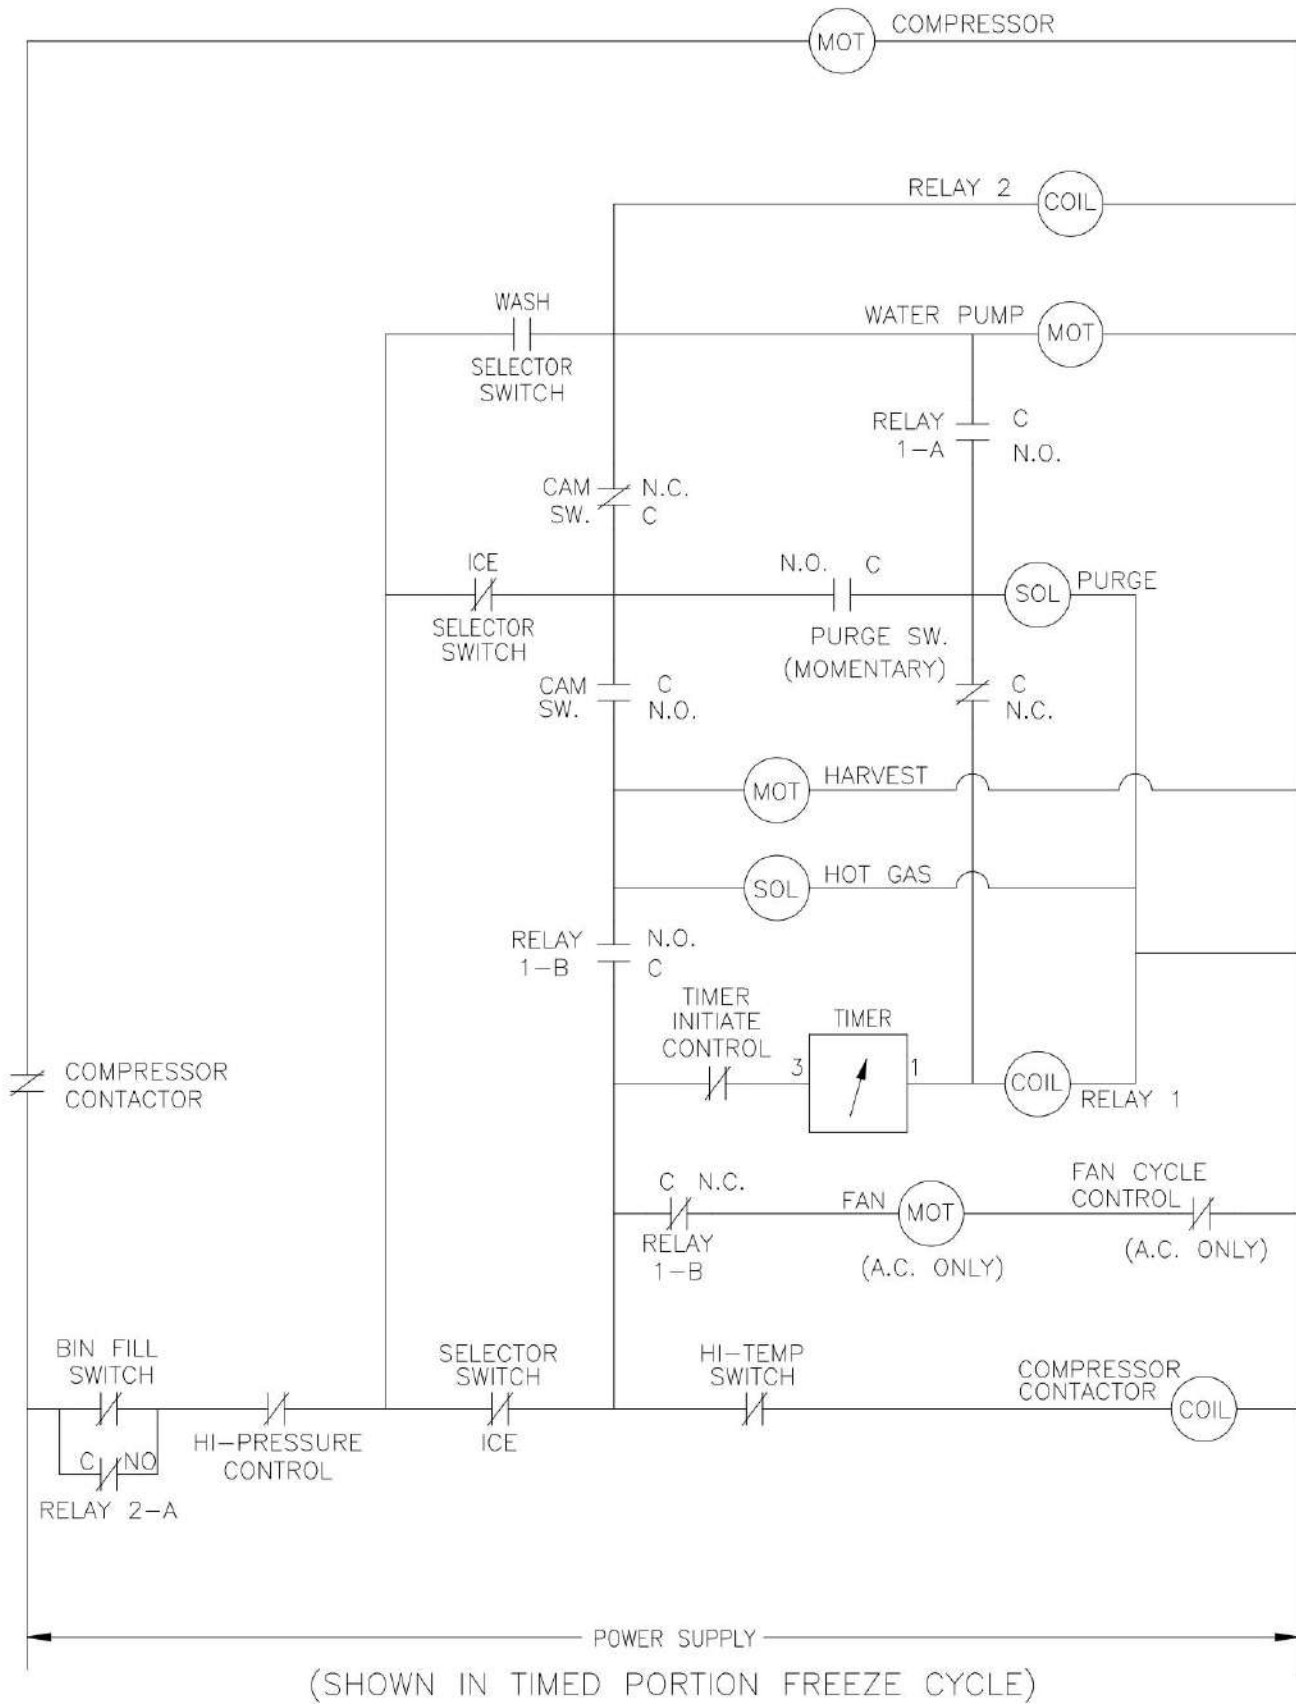 MOT COMPRESSOR
RELAY 2 COIL
WASH
SELECTOR
SWITCH
WATER PUMP MOT
RELAY
1-A
C
N.O.
CAM
SW.
N.C.
C
ICE
SELECTOR
SWITCH
N.O. C
PURGE SW.
(MOMENTARY)
SOL PURGE
CAM
SW.
C
N.O.
C
N.C.
MOT HARVEST
SOL HOT GAS
RELAY
1-B
N.O.
C
TIMER
INITIATE
CONTROL
TIMER
3
1
COIL
RELAY 1
COMPRESSOR
CONTACTOR
C N.C.
RELAY
1-B
FAN MOT
(A.C. ONLY)
FAN CYCLE
CONTROL
(A.C. ONLY)
BIN FILL
SWITCH
C NO
RELAY 2-A
HI-PRESSURE
CONTROL
SELECTOR
SWITCH
ICE
HI-TEMP
SWITCH
COMPRESSOR
CONTACTOR
COIL
POWER SUPPLY
(SHOWN IN TIMED PORTION FREEZE CYCLE)